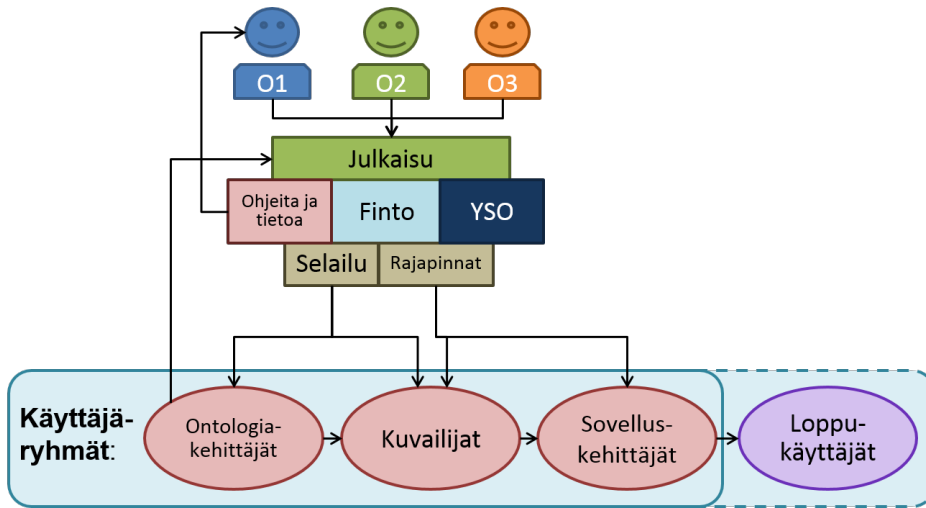 O1
O2
O3
Julkaisu
Ohjeita ja
tietoa
Finto
YSO
Selailu
Rajapinnat
Käyttäjä-
ryhmät:
Ontologia-
kehittäjät
Kuvailijat
Sovellus-
kehittäjät
Loppu-
käyttäjät